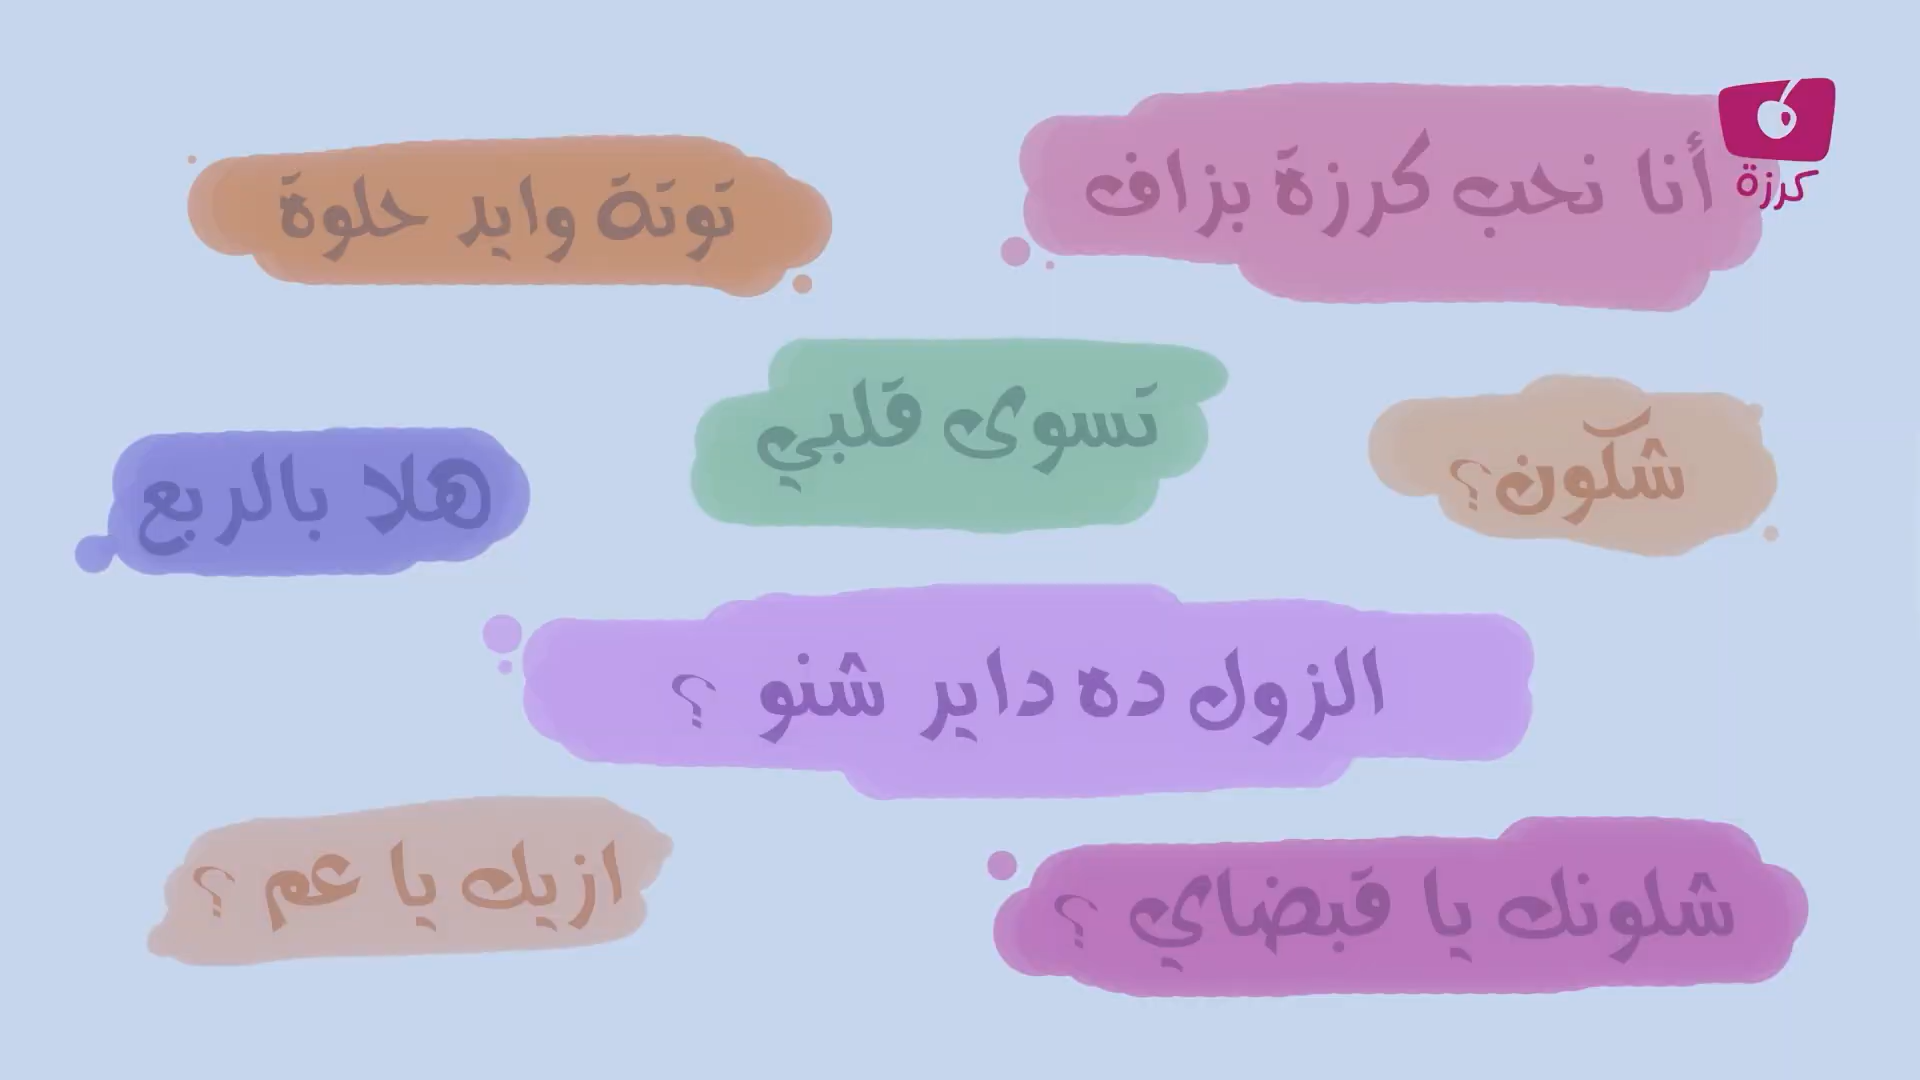 أنا نحب كرزة بزاف
كرزة
توتة وايد حلوة
تسوى قلبي
شكون؟
هلا بالربع
الزول ده داير شنو ؟
ازيك يا عم ؟
شلونك يا قبضاي ؟